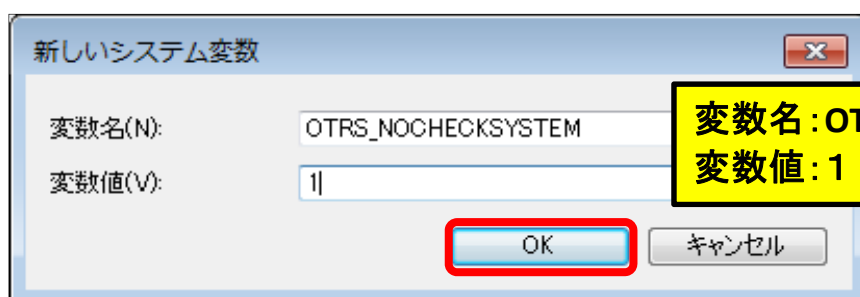 新しいシステム変数
変数名(N):
OTRS_NOCHECKSYSTEM
変数値(V):
1
変数名:OT
変数値:1
OK
キャンセル